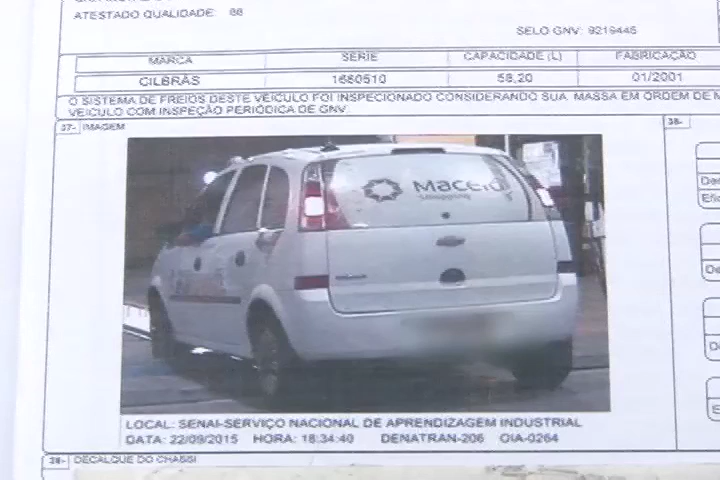 ATESTADO QUALIDADE: 88
SELO GNV: 9219445
MARCA SERIE CAPACIDADE (L) FABRICAÇÃO
CILBRÁS 1660510 58,20 01/2001
O SISTEMA DE FREIOS DESTE VEÍCULO FOI INSPECIONADO CONSIDERANDO SUA MASSA EM ORDEM DE
VEÍCULO COM INSPEÇÃO PERIÓDICA DE GNV.
37- IMAGEM
38-
Maceió
Shopping
LOCAL: SENAI-SERVIÇO NACIONAL DE APRENDIZAGEM INDUSTRIAL
DATA: 22/09/2015 HORA: 18:34:40 DENATRAN-206 OIA-0264
39- DECALQUE DO CHASSI